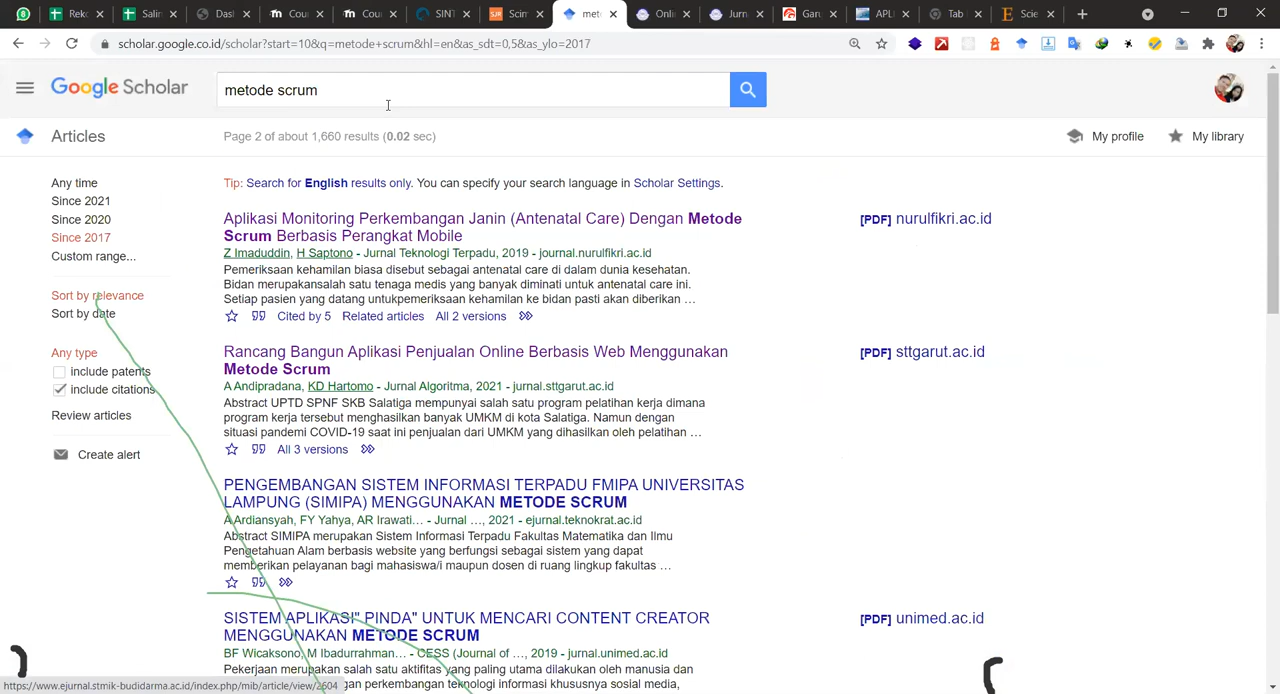 Reko
Salin
Dash
Cour
Cour
SINT
SJR
Scim
meto
Onli
Jurn
Garu
APLI
Tab
Scie
scholar.google.co.id/scholar?start=10&q=metode+scrum&hl=en&as_sdt=0,5&as_ylo=2017
Google Scholar
metode scrum
Articles
Page 2 of about 1,660 results (0.02 sec)
My profile
My library
Any time
Since 2021
Since 2020
Since 2017
Custom range...
Sort by relevance
Sort by date
Any type
include patents
include citations
Review articles
Create alert
Tip: Search for English results only. You can specify your search language in Scholar Settings.
Aplikasi Monitoring Perkembangan Janin (Antenatal Care) Dengan Metode
Scrum Berbasis Perangkat Mobile
[PDF] nurulfikri.ac.id
Z Imaduddin, H Saptono - Jurnal Teknologi Terpadu, 2019 - journal.nurulfikri.ac.id
Pemeriksaan kehamilan biasa disebut sebagai antenatal care di dalam dunia kesehatan.
Bidan merupakansalah satu tenaga medis yang banyak diminati untuk antenatal care ini.
Setiap pasien yang datang untukpemeriksaan kehamilan ke bidan pasti akan diberikan …
Cited by 5 Related articles All 2 versions
Rancang Bangun Aplikasi Penjualan Online Berbasis Web Menggunakan
Metode Scrum
[PDF] sttgarut.ac.id
A Andipradana, KD Hartomo - Jurnal Algoritma, 2021 - jurnal.sttgarut.ac.id
Abstract UPTD SPNF SKB Salatiga mempunyai salah satu program pelatihan kerja dimana
program kerja tersebut menghasilkan banyak UMKM di kota Salatiga. Namun dengan
situasi pandemi COVID-19 saat ini penjualan dari UMKM yang dihasilkan oleh pelatihan …
All 3 versions
PENGEMBANGAN SISTEM INFORMASI TERPADU FMIPA UNIVERSITAS
LAMPUNG (SIMIPA) MENGGUNAKAN METODE SCRUM
A Ardiansyah, FY Yahya, AR Irawati… - Jurnal …, 2021 - ejurnal.teknokrat.ac.id
Abstract SIMIPA merupakan Sistem Informasi Terpadu Fakultas Matematika dan Ilmu
Pengetahuan Alam berbasis website yang berfungsi sebagai sistem yang dapat
memberikan pelayanan bagi mahasiswa/i maupun dosen di ruang lingkup fakultas …
SISTEM APLIKASI" PINDA" UNTUK MENCARI CONTENT CREATOR
MENGGUNAKAN METODE SCRUM
[PDF] unimed.ac.id
BF Wicaksono, M Ibadurrahman… - CESS (Journal of …, 2019 - jurnal.unimed.ac.id
Pekerjaan merupakan salah satu aktifitas yang paling utama dilakukan oleh manusia dan
gan perkembangan teknologi informasi khususnya sosial media,
https://www.ejurnal.stmik-budidarma.ac.id/index.php/mib/article/view/2604